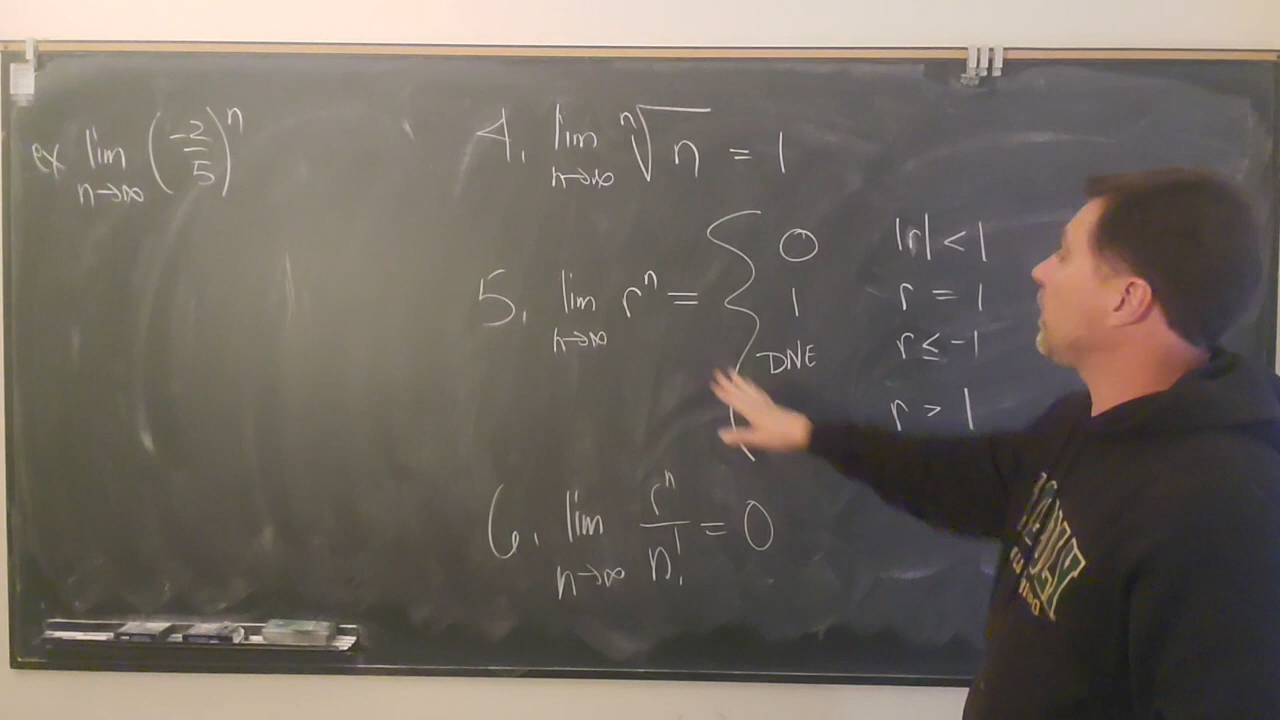 ex lim n→∞ (-2/5)^n
4. lim n→∞ ⁿ√n = 1
5. lim n→∞ r^n = { 0 |r| < 1
1 r = 1
DNE r ≤ -1
r > 1
6. lim n→∞ r^n/n! = 0